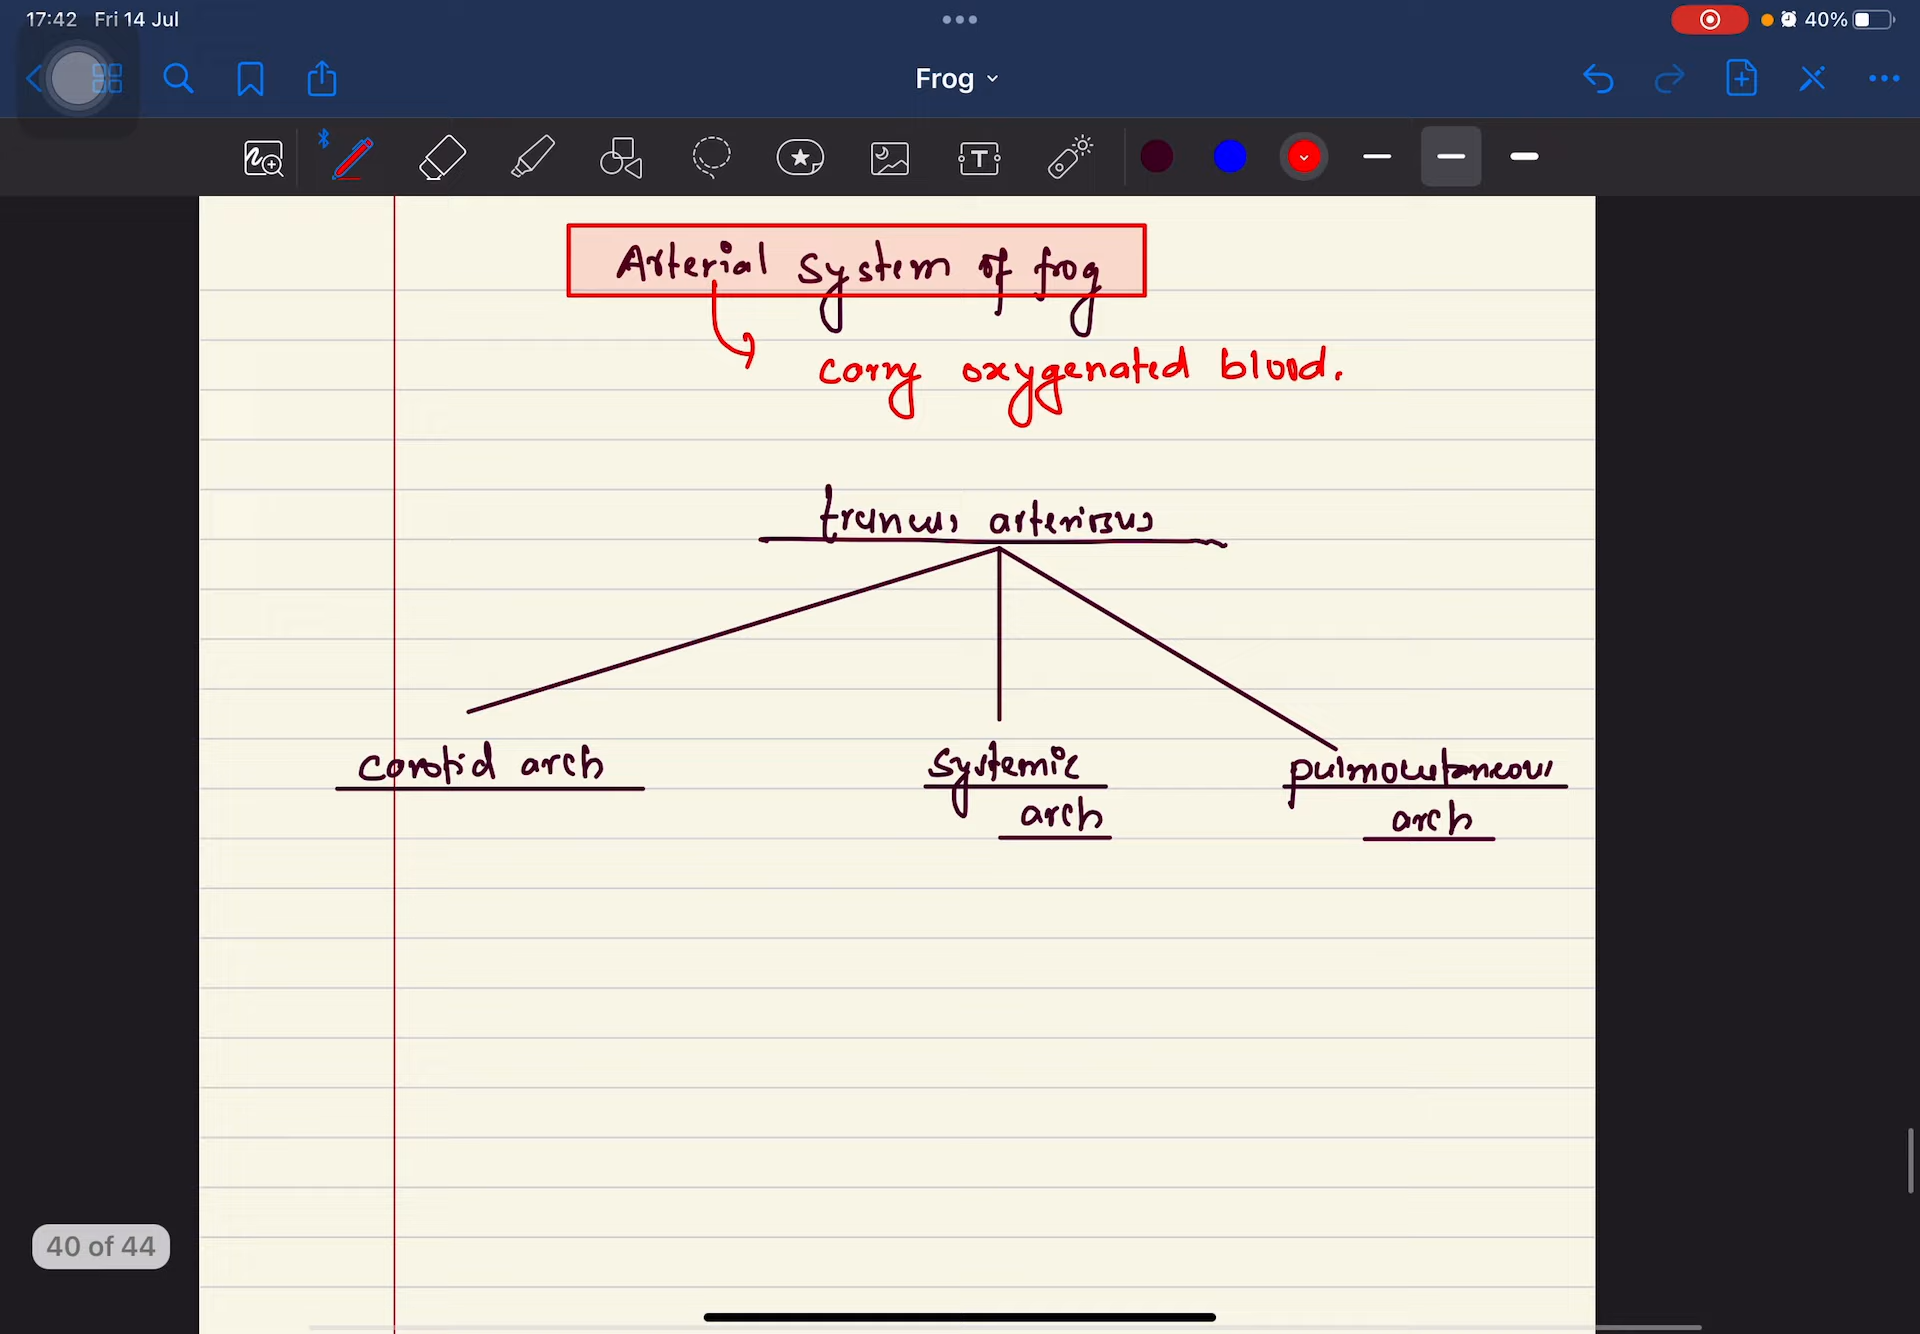 17:42 Fri 14 Jul
40%
Frog
T
Arterial system of frog
carry oxygenated blood.
truncus arteriosus
carotid arch
systemic
arch
pulmocutaneous
arch
40 of 44